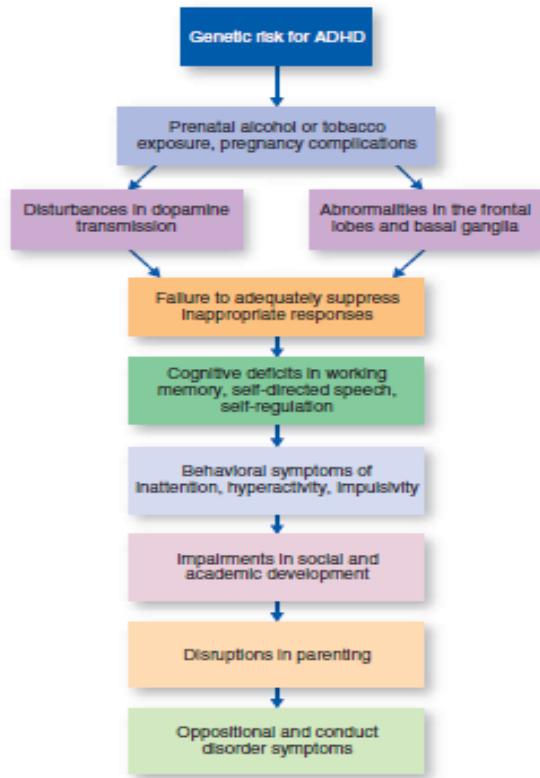 Genetic risk for ADHD
Prenatal alcohol or tobacco
exposure, pregnancy complications
Disturbances in dopamine
transmission
Abnormalities in the frontal
lobes and basal ganglia
Failure to adequately suppress
inappropriate responses
Cognitive deficits in working
memory, self-directed speech,
self-regulation
Behavioral symptoms of
inattention, hyperactivity, impulsivity
Impairments in social and
academic development
Disruptions in parenting
Oppositional and conduct
disorder symptoms